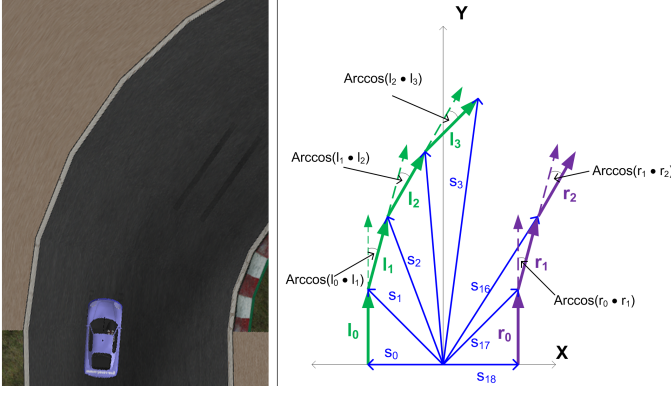 Y
Arccos(l₂ • l₃)
l₃
Arccos(l₁ • l₂)
Arccos(r₁ • r₂)
s₃
l₂
r₂
s₂
l₁
r₁
Arccos(l₀ • l₁)
s₁
s₁₆
Arccos(r₀ • r₁)
l₀
r₀
s₁₇
s₀
X
s₁₈